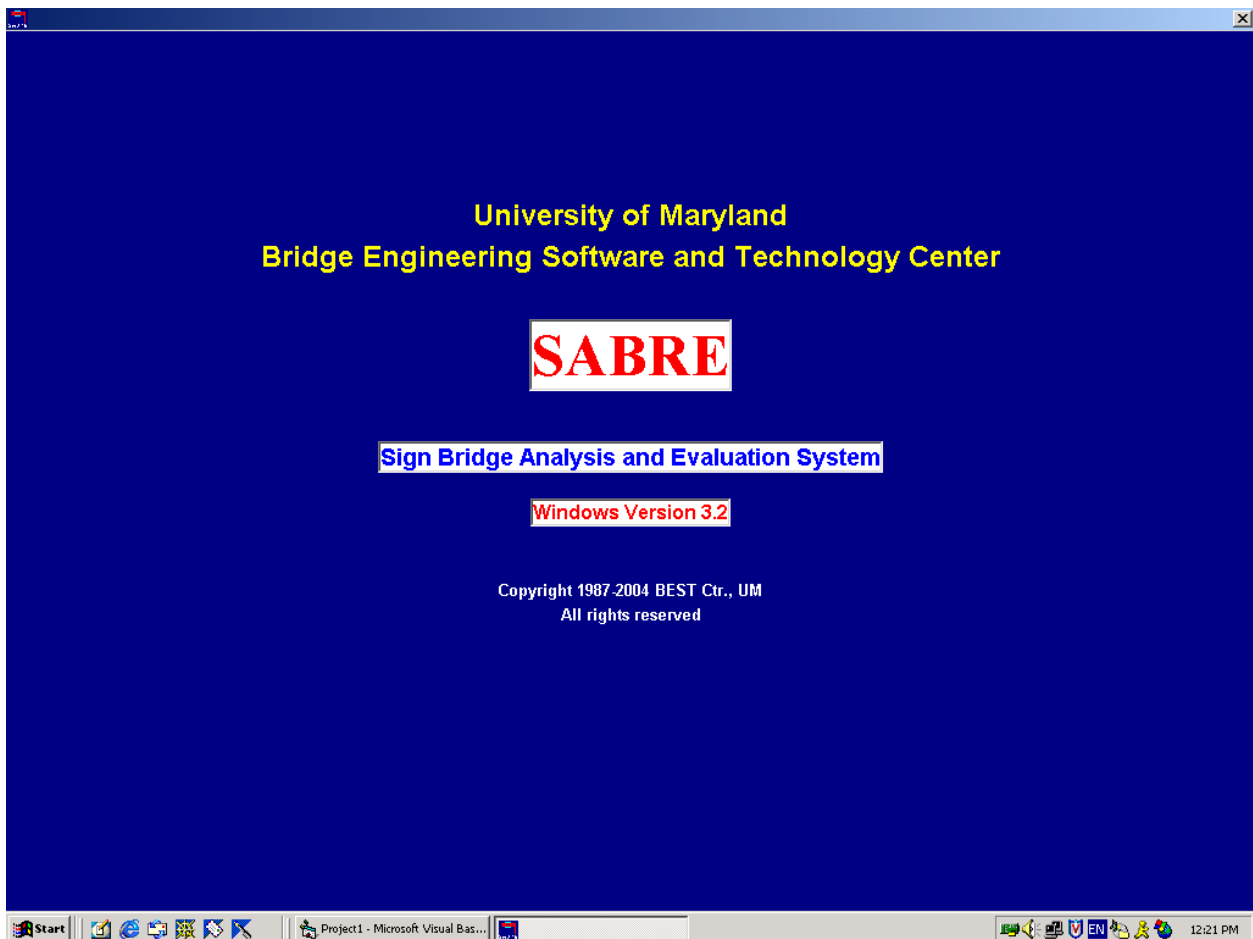 University of Maryland
Bridge Engineering Software and Technology Center
SABRE
Sign Bridge Analysis and Evaluation System
Windows Version 3.2
Copyright 1987-2004 BEST Ctr., UM
All rights reserved
Start
Project1 - Microsoft Visual Bas...
EN
12:21 PM